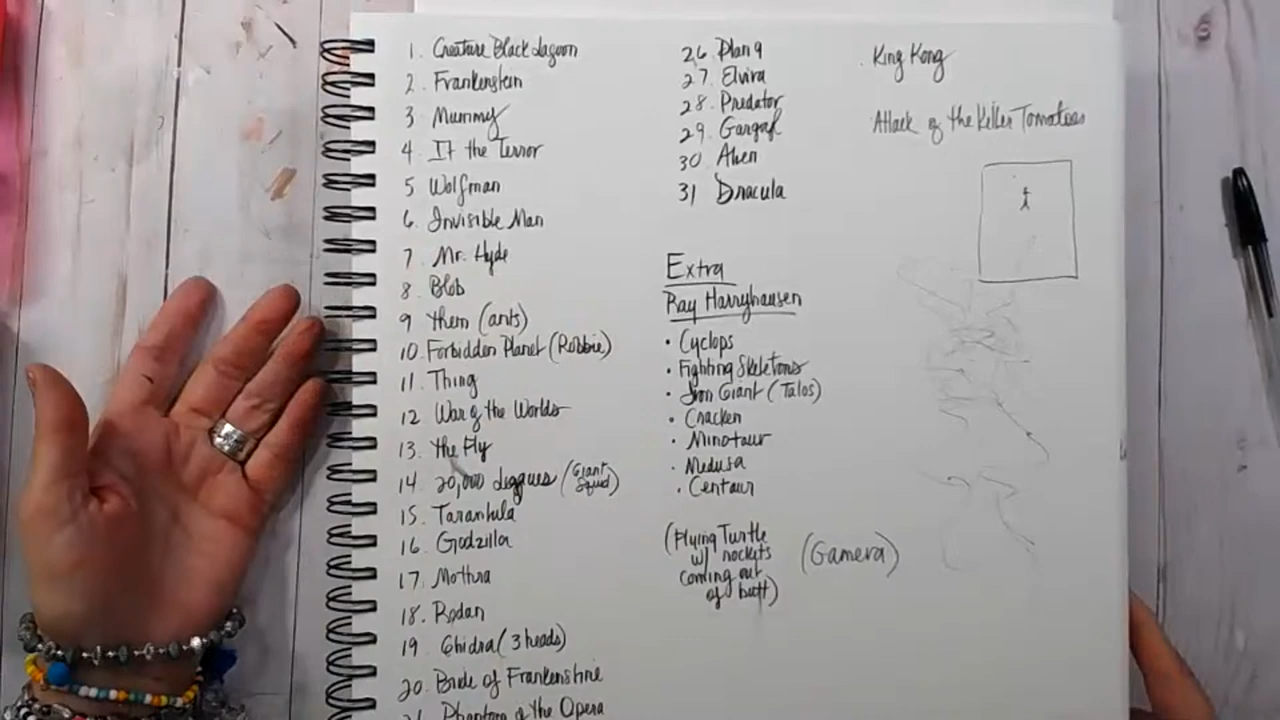 1. Creature Black Lagoon
2. Frankenstein
3 Mummy
4. It the Terror
5 Wolfman
6. Invisible Man
7. Mr. Hyde
8. Blob
9 Them (ants)
10. Forbidden Planet (Robbie)
11. Thing
12 War of the Worlds
13. The Fly
14. 20,000 Leagues (Giant Squid)
15. Tarantula
16. Godzilla
17. Mothra
18. Rodan
19. Ghidra (3 heads)
20. Bride of Frankenstine
21. Phantom of the Opera
26 Plan 9
27. Elvira
28. Predator
29.
30 Alien
31 Dracula
Extra
Ray Harryhausen
• Cyclops
• Fighting Skeletons
• Iron Giant (Talos)
• Cracken
• Minotaur
• Medusa
• Centaur
(Flying Turtle
w/ rockets
coming out
of butt)
(Gamera)
King Kong
Attack of the Killer Tomatoes